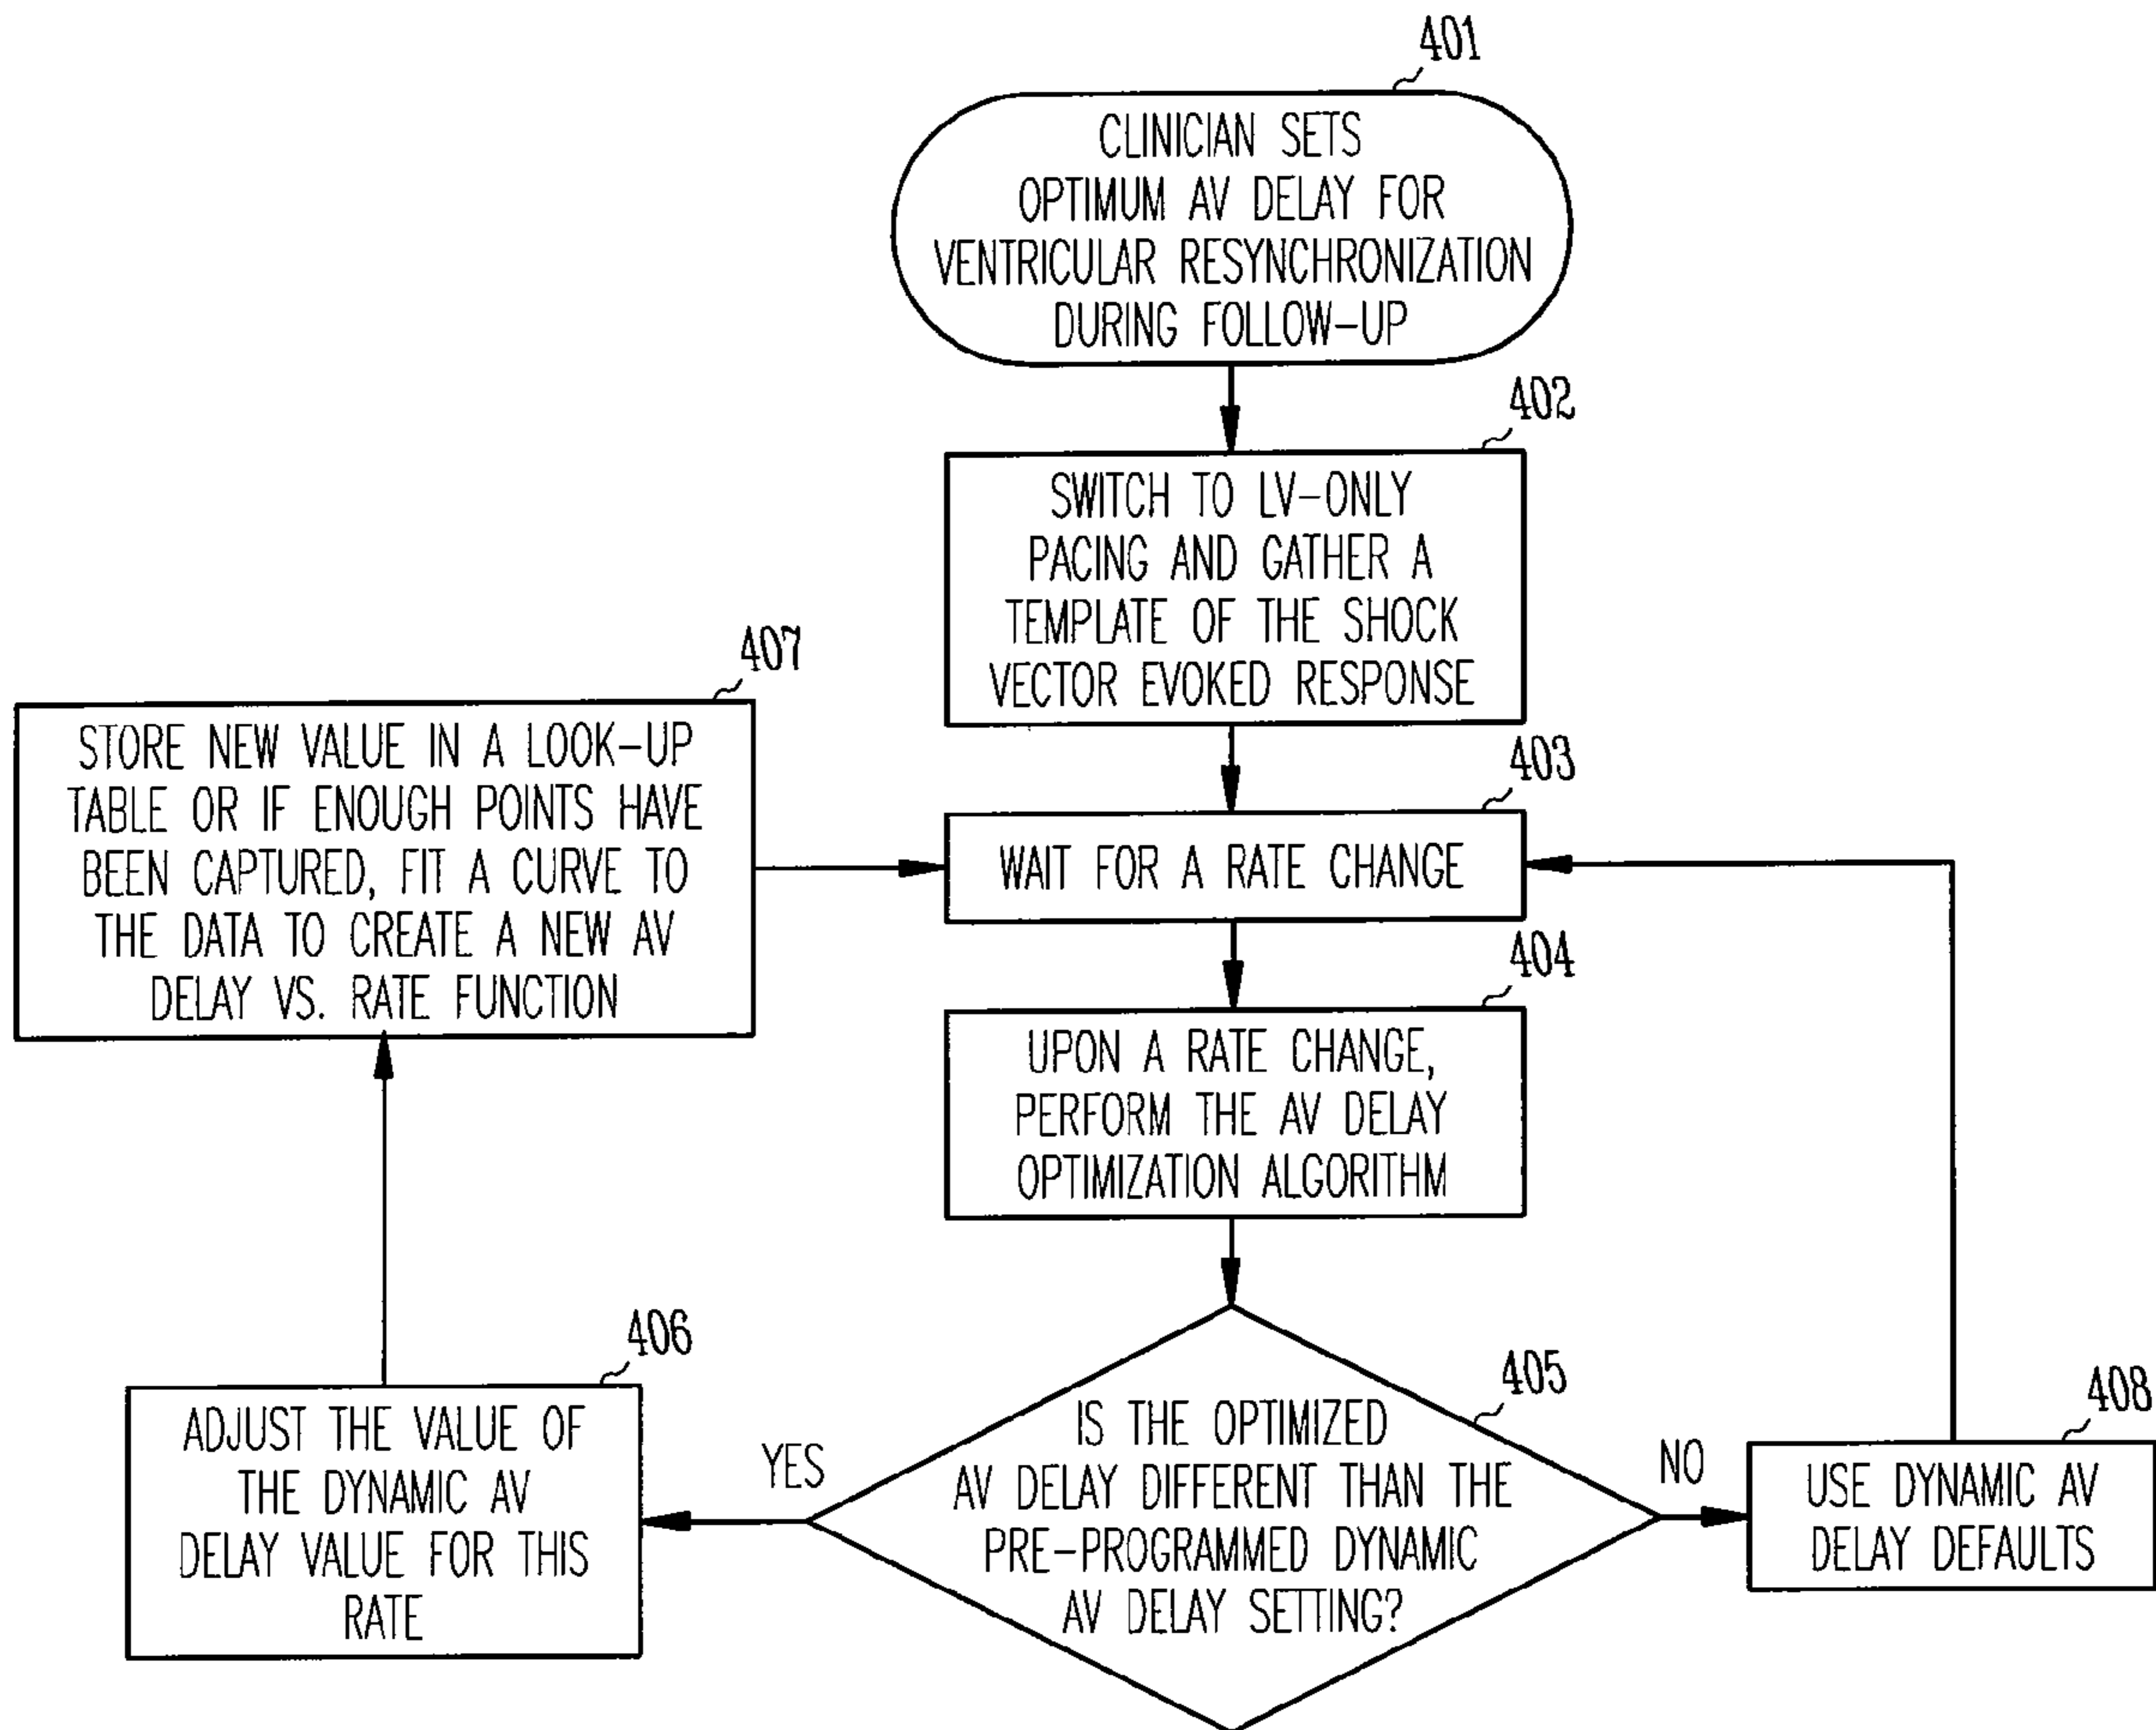 401
CLINICIAN SETS
OPTIMUM AV DELAY FOR
VENTRICULAR RESYNCHRONIZATION
DURING FOLLOW-UP
402
SWITCH TO LV-ONLY
PACING AND GATHER A
TEMPLATE OF THE SHOCK
VECTOR EVOKED RESPONSE
403
WAIT FOR A RATE CHANGE
404
UPON A RATE CHANGE,
PERFORM THE AV DELAY
OPTIMIZATION ALGORITHM
405
IS THE OPTIMIZED
AV DELAY DIFFERENT THAN THE
PRE-PROGRAMMED DYNAMIC
AV DELAY SETTING?
YES
406
ADJUST THE VALUE OF
THE DYNAMIC AV
DELAY VALUE FOR THIS
RATE
407
STORE NEW VALUE IN A LOOK-UP
TABLE OR IF ENOUGH POINTS HAVE
BEEN CAPTURED, FIT A CURVE TO
THE DATA TO CREATE A NEW AV
DELAY VS. RATE FUNCTION
NO
408
USE DYNAMIC AV
DELAY DEFAULTS